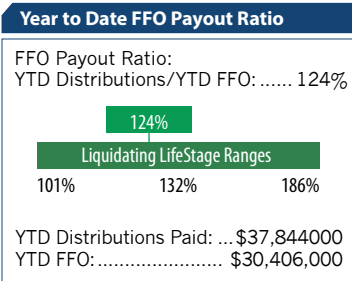 Year to Date FFO Payout Ratio
FFO Payout Ratio:
YTD Distributions/YTD FFO: ...... 124%
124%
Liquidating LifeStage Ranges
101% 132% 186%
YTD Distributions Paid: ... $37,844000
YTD FFO:....................... $30,406,000